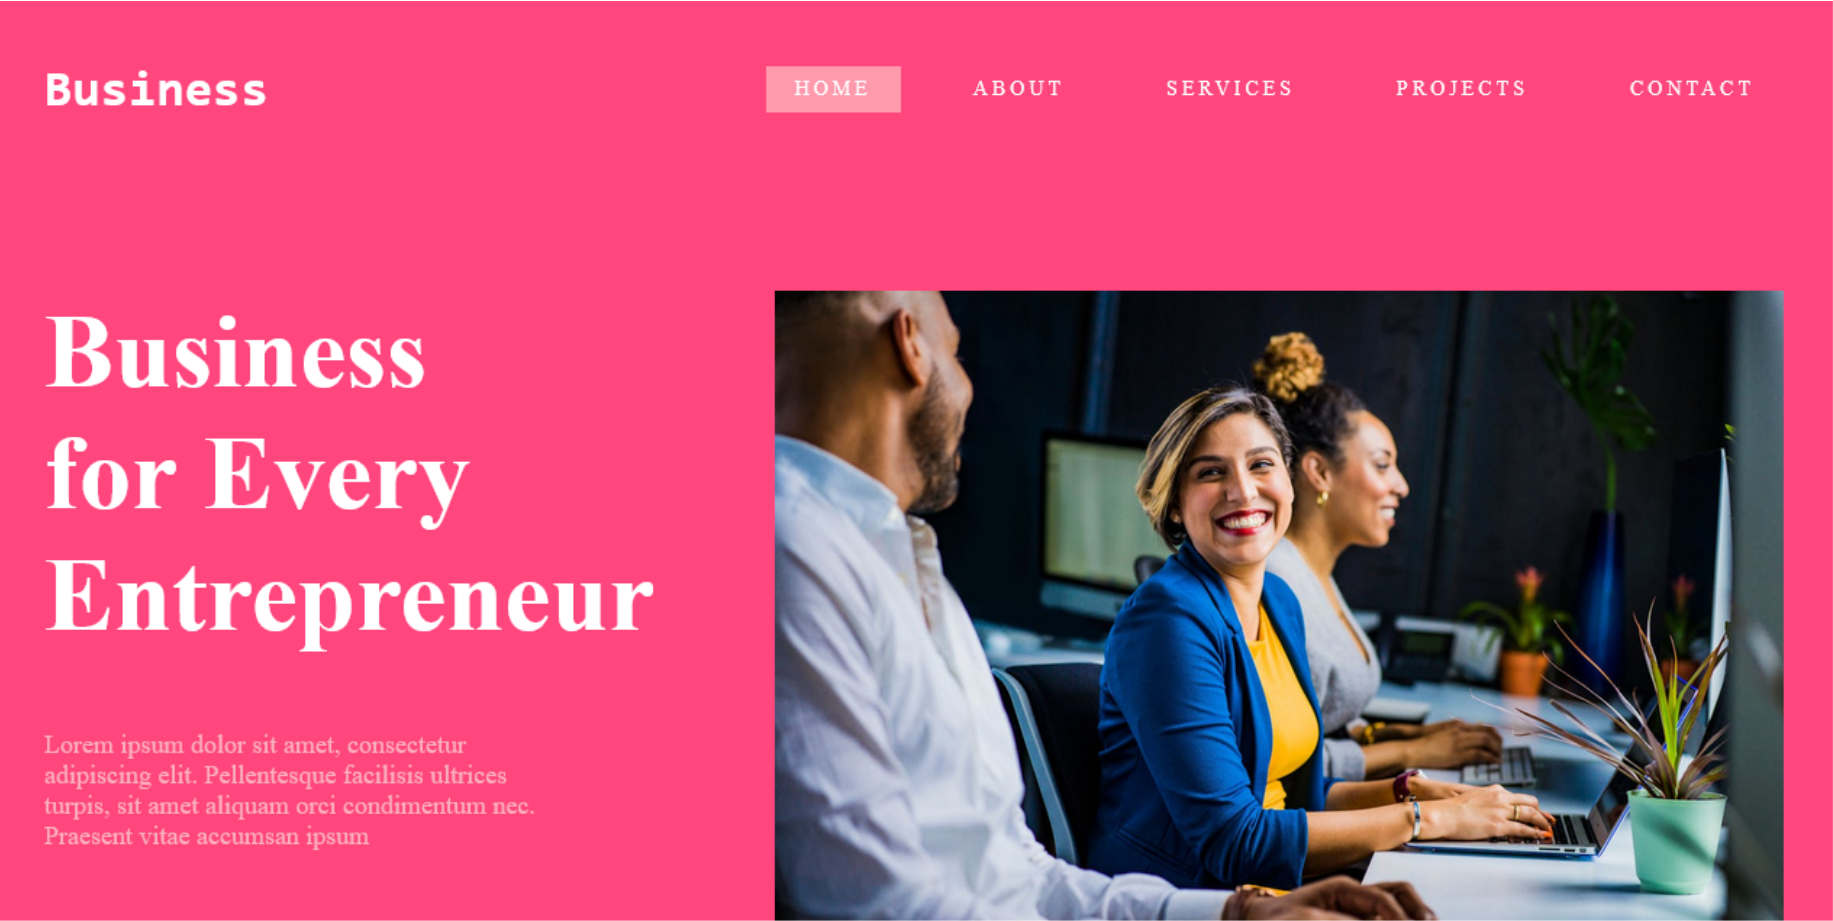 Business
HOME ABOUT SERVICES PROJECTS CONTACT
Business
for Every
Entrepreneur
Lorem ipsum dolor sit amet, consectetur
adipiscing elit. Pellentesque facilisis ultrices
turpis, sit amet aliquam orci condimentum nec.
Praesent vitae accumsan ipsum